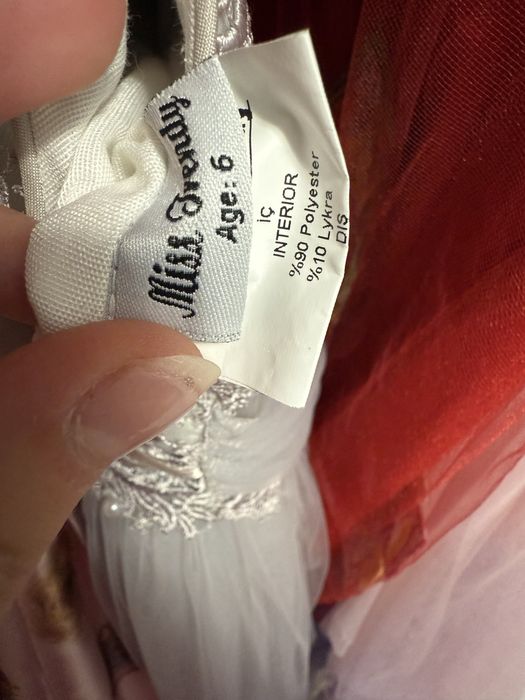 Miss Trendy
Age: 6
İÇ
INTERIOR
%90 Polyester
%10 Lykra
DIŞ